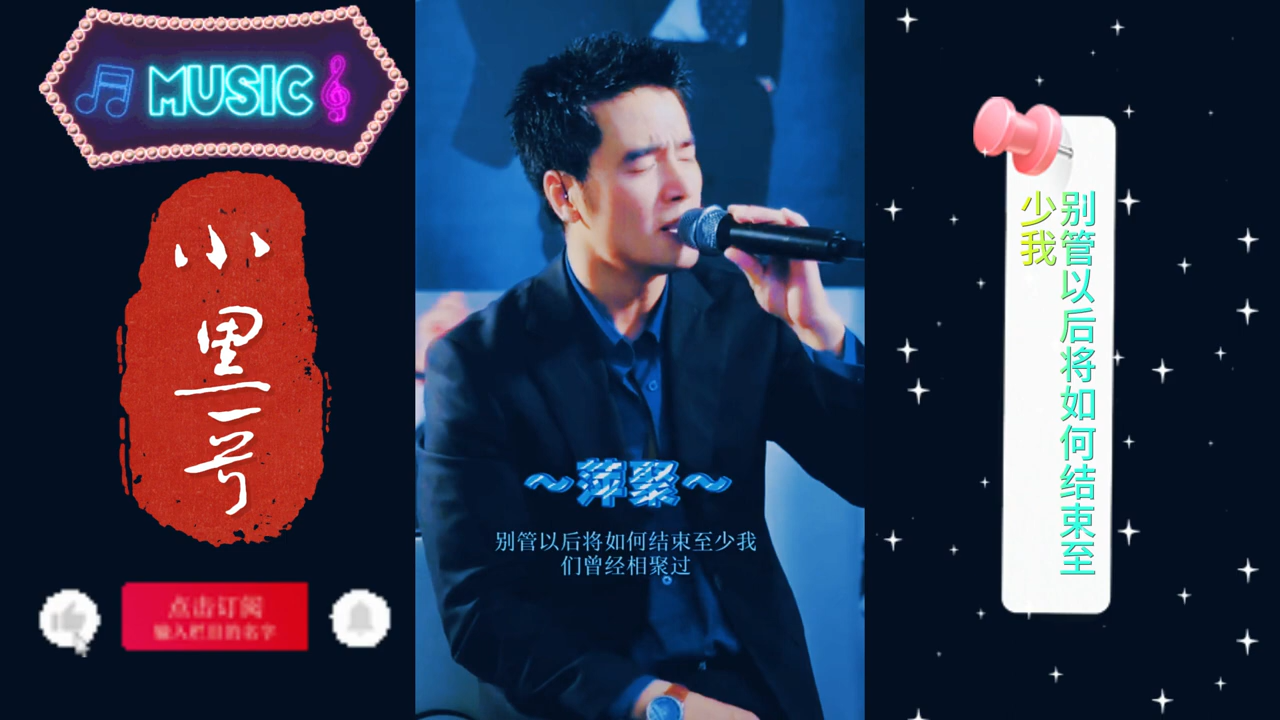 MUSIC
小黑一号
点击订阅
输入栏目的名字
～萍聚～
别管以后将如何结束至少我
们曾经相聚过
别管以后将如何结束至
少我